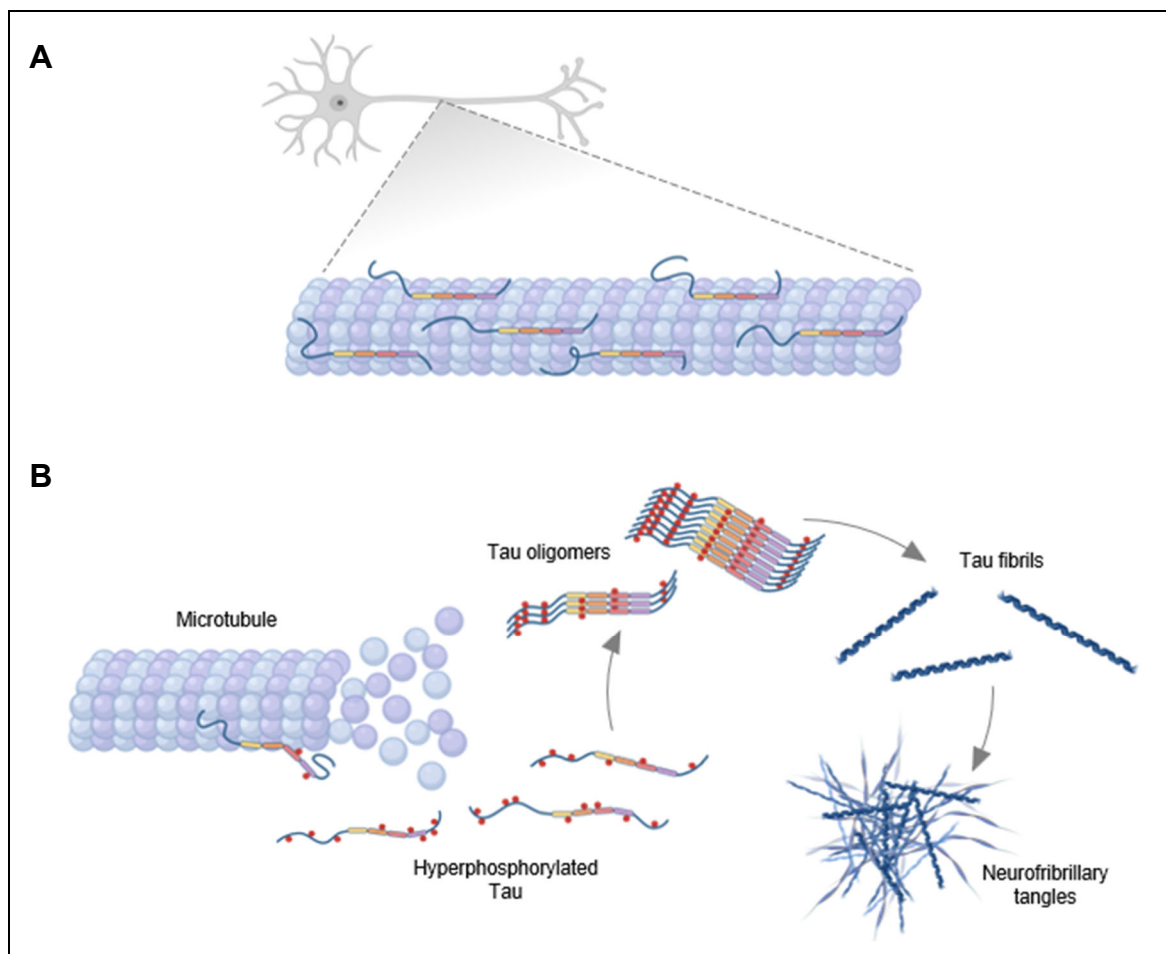 A
B
Tau oligomers
Tau fibrils
Microtubule
Hyperphosphorylated
Tau
Neurofribrillary
tangles